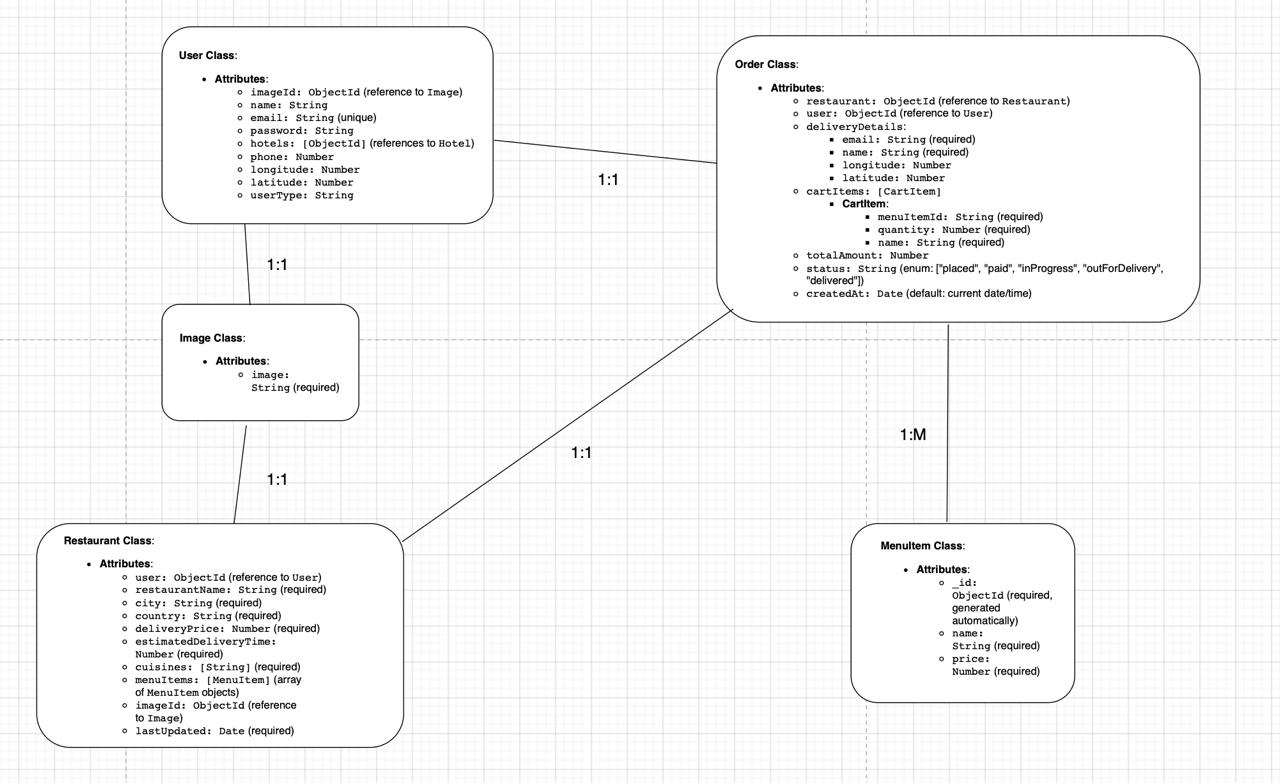 User Class:
Attributes:
imageId: ObjectId (reference to Image)
name: String
email: String (unique)
password: String
hotels: [ObjectId] (references to Hotel)
phone: Number
longitude: Number
latitude: Number
userType: String
Order Class:
Attributes:
restaurant: ObjectId (reference to Restaurant)
user: ObjectId (reference to User)
deliveryDetails:
email: String (required)
name: String (required)
longitude: Number
latitude: Number
cartItems: [CartItem]
CartItem:
menuItemId: String (required)
quantity: Number (required)
name: String (required)
totalAmount: Number
status: String (enum: ["placed", "paid", "inProgress", "outForDelivery",
"delivered"])
createdAt: Date (default: current date/time)
1:1
1:1
Image Class:
Attributes:
image:
String (required)
1:1
1:1
1:M
Restaurant Class:
Attributes:
user: ObjectId (reference to User)
restaurantName: String (required)
city: String (required)
country: String (required)
deliveryPrice: Number (required)
estimatedDeliveryTime:
Number (required)
cuisines: [String] (required)
menuItems: [MenuItem] (array
of MenuItem objects)
imageId: ObjectId (reference
to Image)
lastUpdated: Date (required)
MenuItem Class:
Attributes:
_id:
ObjectId (required,
generated
automatically)
name:
String (required)
price:
Number (required)